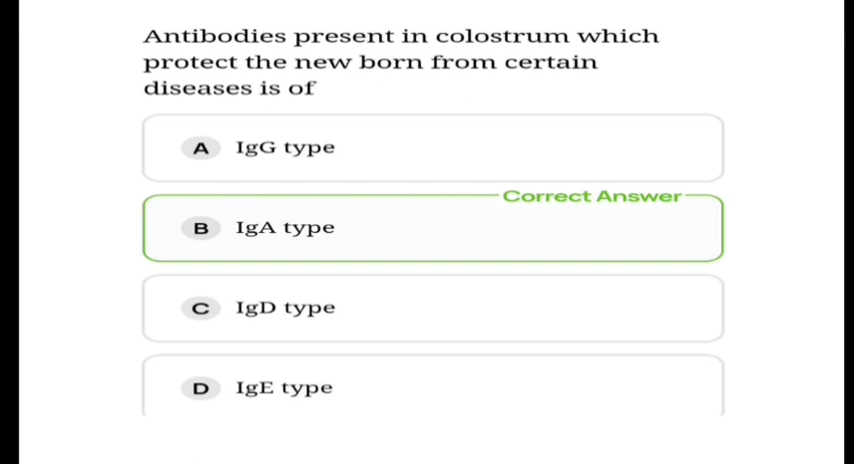 Antibodies present in colostrum which
protect the new born from certain
diseases is of
A IgG type
Correct Answer
B IgA type
C IgD type
D IgE type